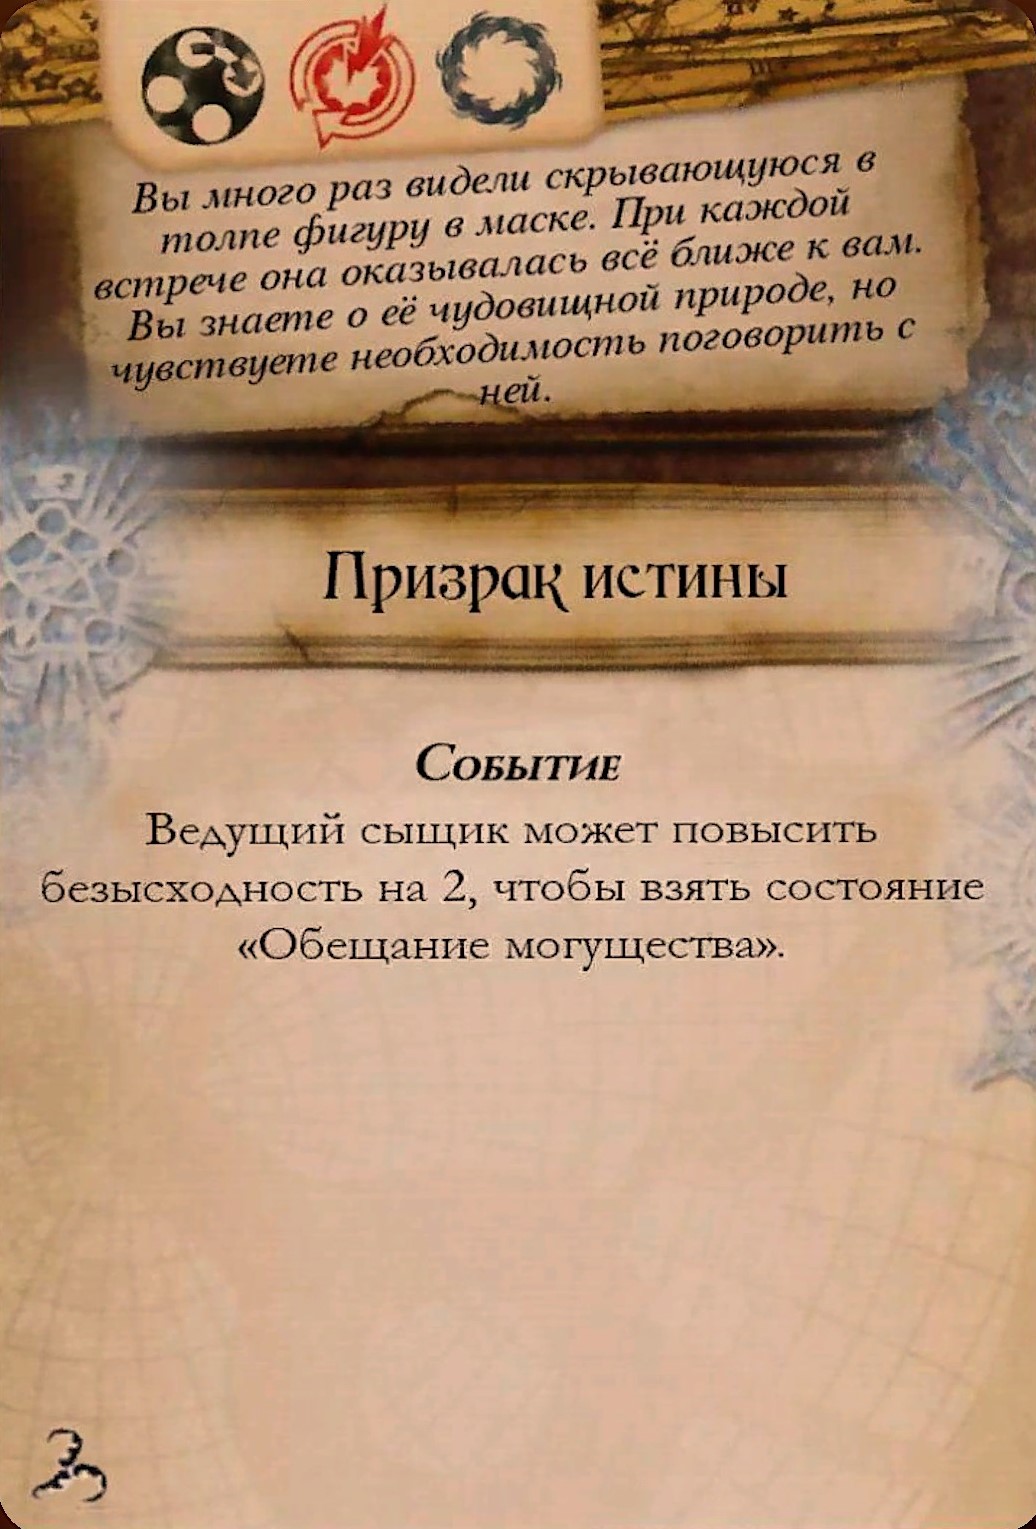 Вы много раз видели скрывающуюся в
толпе фигуру в маске. При каждой
встрече она оказывалась всё ближе к вам.
Вы знаете о её чудовищной природе, но
чувствуете необходимость поговорить с
ней.
Призрак истины
Событие
Ведущий сыщик может повысить
безысходность на 2, чтобы взять состояние
«Обещание могущества».